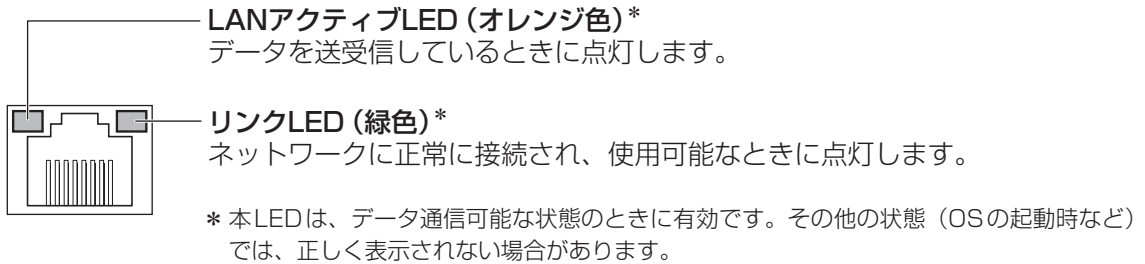 LANアクティブLED（オレンジ色）*
データを送受信しているときに点灯します。
リンクLED（緑色）*
ネットワークに正常に接続され、使用可能なときに点灯します。
* 本LEDは、データ通信可能な状態のときに有効です。その他の状態（OSの起動時など）
では、正しく表示されない場合があります。